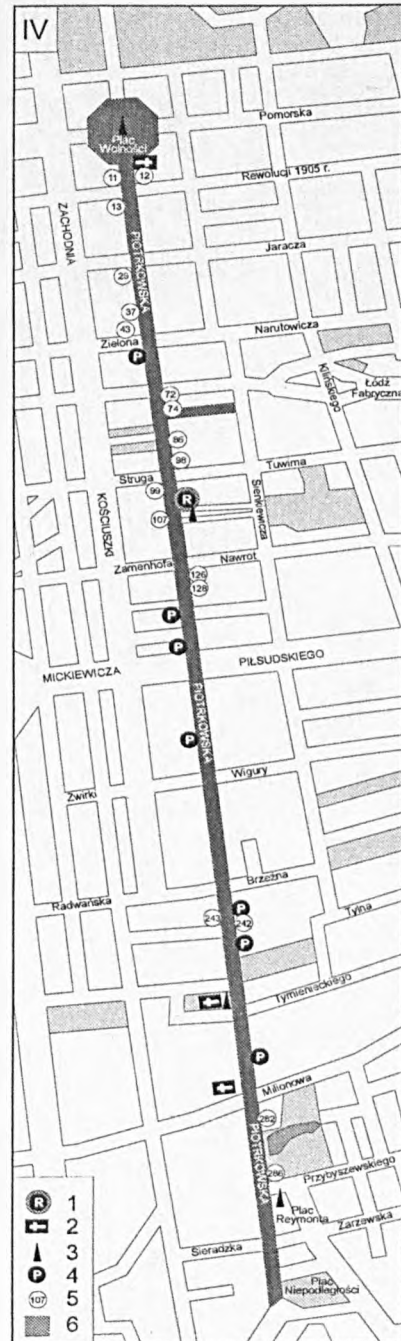 IV
Pomorska
Plac
Wolności
11
12
Rewolucji 1905 r.
13
ZACHODNIA
PIOTRKOWSKA
Jaracza
29
37
43
Narutowicza
Zielona
P
Kilińskiego
Łódź
Fabryczna
72
74
86
98
Tuwima
Struga
99
R
Sienkiewicza
KOŚCIUSZKI
107
Nawrot
Zamenhofa
126
128
P
P
PIŁSUDSKIEGO
MICKIEWICZA
PIOTRKOWSKA
P
Wigury
Żwirki
Brzeźna
Radwańska
P
243
242
Tylna
P
Tymienieckiego
P
Milionowa
282
PIOTRKOWSKA
286
Przybyszewskiego
Plac
Reymonta
Zarzewska
Sieradzka
Plac
Niepodległości
R 1
2
3
P 4
107 5
6